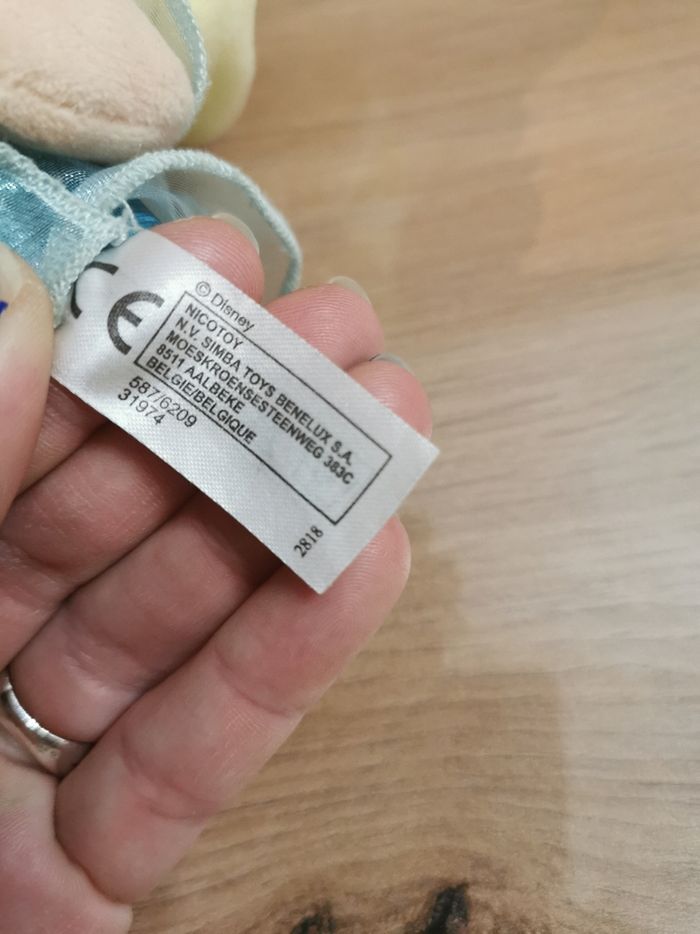 CE
© Disney
NICOTOY
N.V. SIMBA TOYS BENELUX S.A.
MOESKROENSESTEENWEG 383C
8511 AALBEKE
BELGIE/BELGIQUE
587/6209
31974
2818